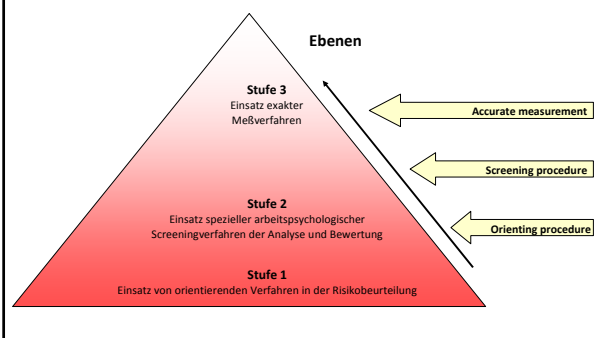 Ebenen
Stufe 3
Einsatz exakter
Meßverfahren
Accurate measurement
Screening procedure
Stufe 2
Einsatz spezieller arbeitspsychologischer
Screeningverfahren der Analyse und Bewertung
Orienting procedure
Stufe 1
Einsatz von orientierenden Verfahren in der Risikobeurteilung